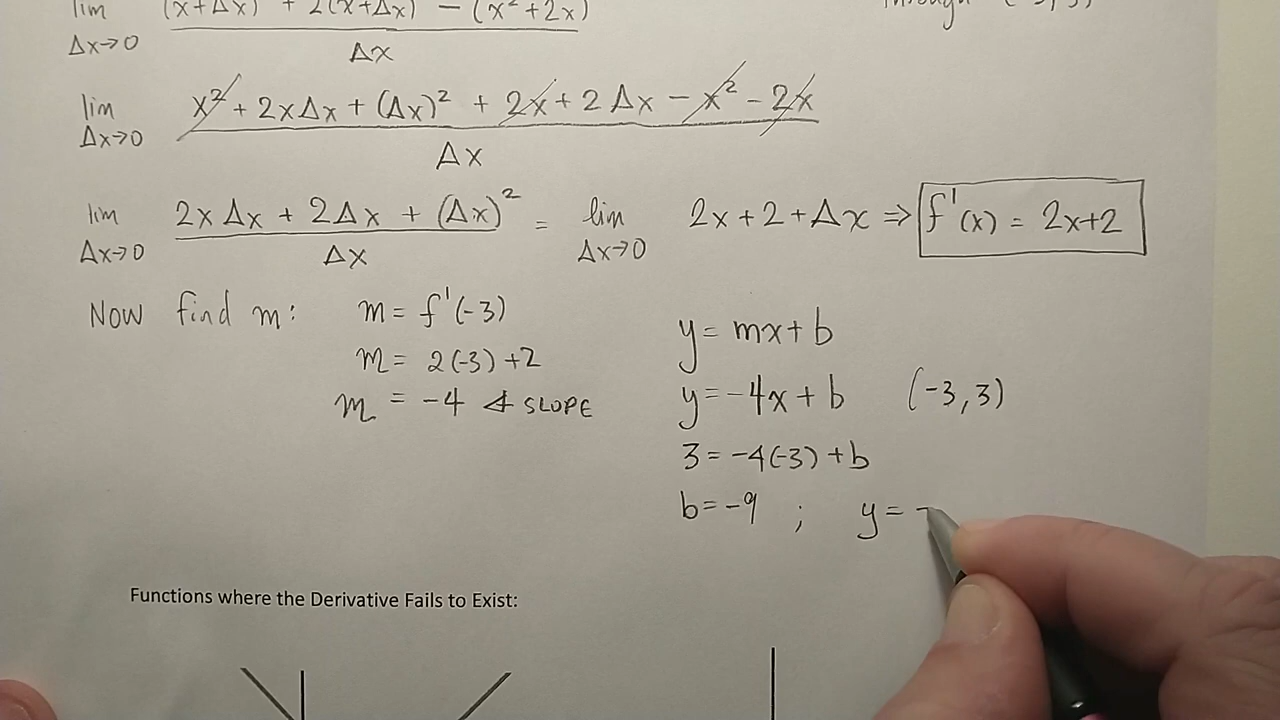 lim (x+Δx) + 2(x+Δx) - (x²+2x)
Δx→0 Δx
through
lim x² + 2xΔx + (Δx)² + 2x + 2Δx - x² - 2x
Δx→0 Δx
lim 2xΔx + 2Δx + (Δx)² = lim 2x+2+Δx ⇒ f'(x) = 2x+2
Δx→0 Δx Δx→0
Now find m: m = f'(-3)
m = 2(-3)+2
m = -4 ← SLOPE
y = mx+b
y = -4x+b (-3,3)
3 = -4(-3)+b
b = -9 ; y = -
Functions where the Derivative Fails to Exist: